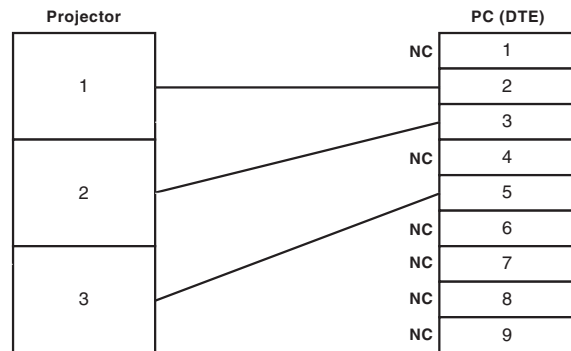 Projector
1
2
3
PC (DTE)
NC 1
2
3
NC 4
5
NC 6
NC 7
NC 8
NC 9